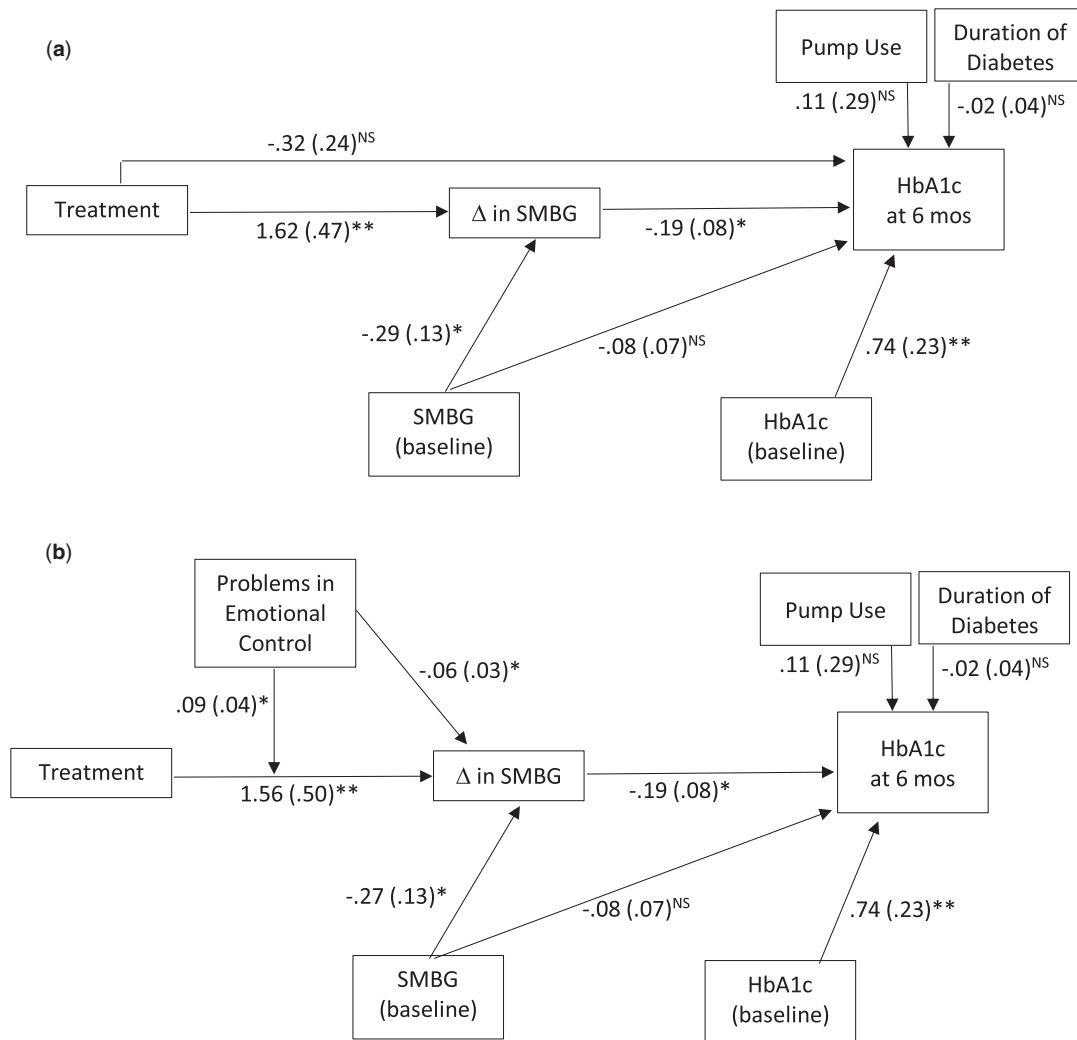 (a)
Pump Use
Duration of
Diabetes
.11 (.29)NS
-.02 (.04)NS
-.32 (.24)NS
HbA1c
at 6 mos
Treatment
Δ in SMBG
1.62 (.47)**
-.19 (.08)*
-.29 (.13)*
-.08 (.07)NS
.74 (.23)**
SMBG
(baseline)
HbA1c
(baseline)
(b)
Problems in
Emotional
Control
Pump Use
Duration of
Diabetes
.11 (.29)NS
-.02 (.04)NS
-.06 (.03)*
.09 (.04)*
HbA1c
at 6 mos
Treatment
Δ in SMBG
1.56 (.50)**
-.19 (.08)*
-.27 (.13)*
-.08 (.07)NS
.74 (.23)**
SMBG
(baseline)
HbA1c
(baseline)